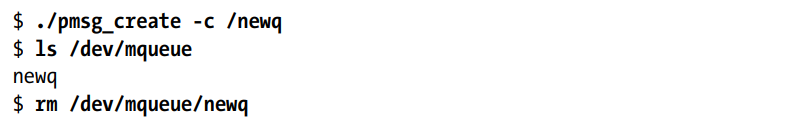 $ ./pmsg_create -c /newq
$ ls /dev/mqueue
newq
$ rm /dev/mqueue/newq